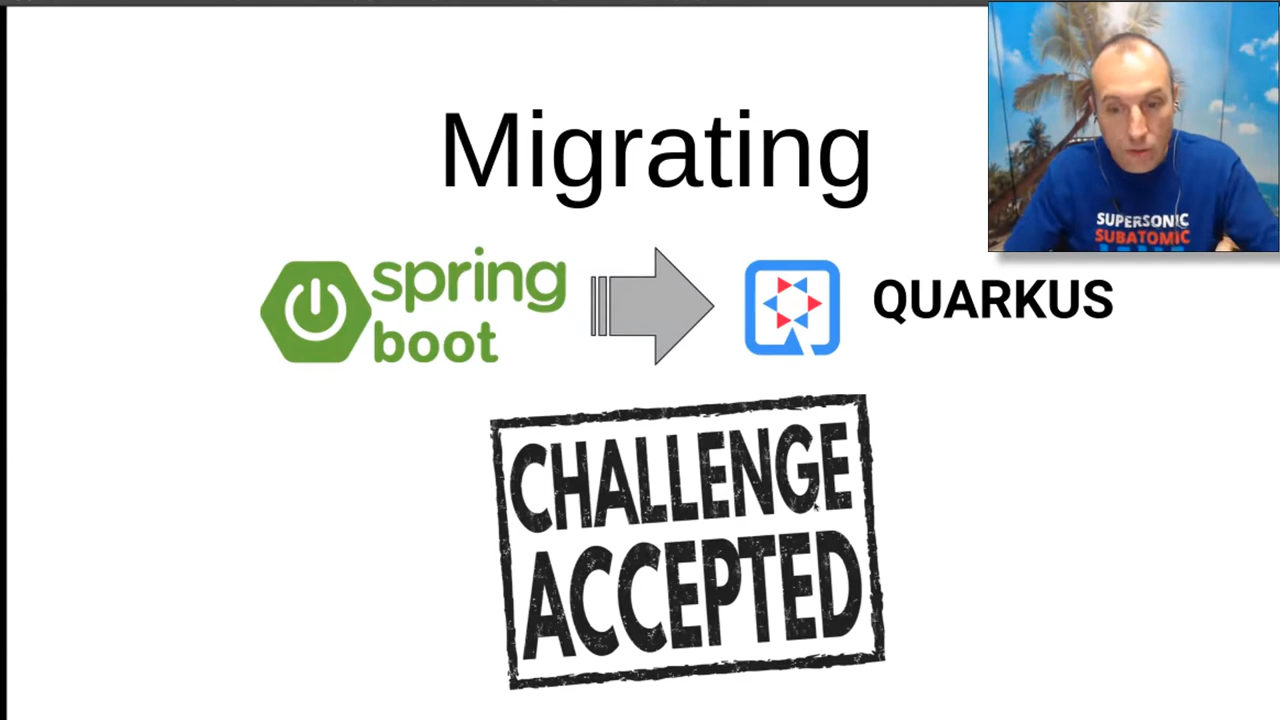 Migrating
spring
boot
QUARKUS
CHALLENGE
ACCEPTED
SUPERSONIC
SUBATOMIC